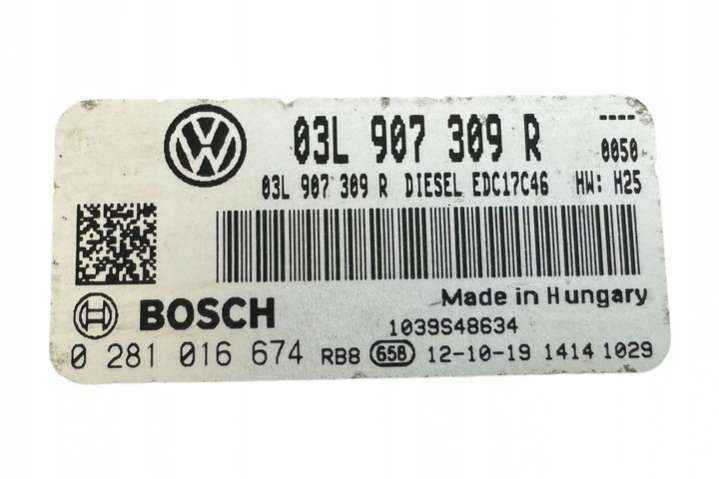 03L 907 309 R ----
0050
03L 907 309 R DIESEL EDC17C46 HW: H25
Made in Hungary
BOSCH
1039S48634
0 281 016 674 RB8 658 12-10-19 1414 1029